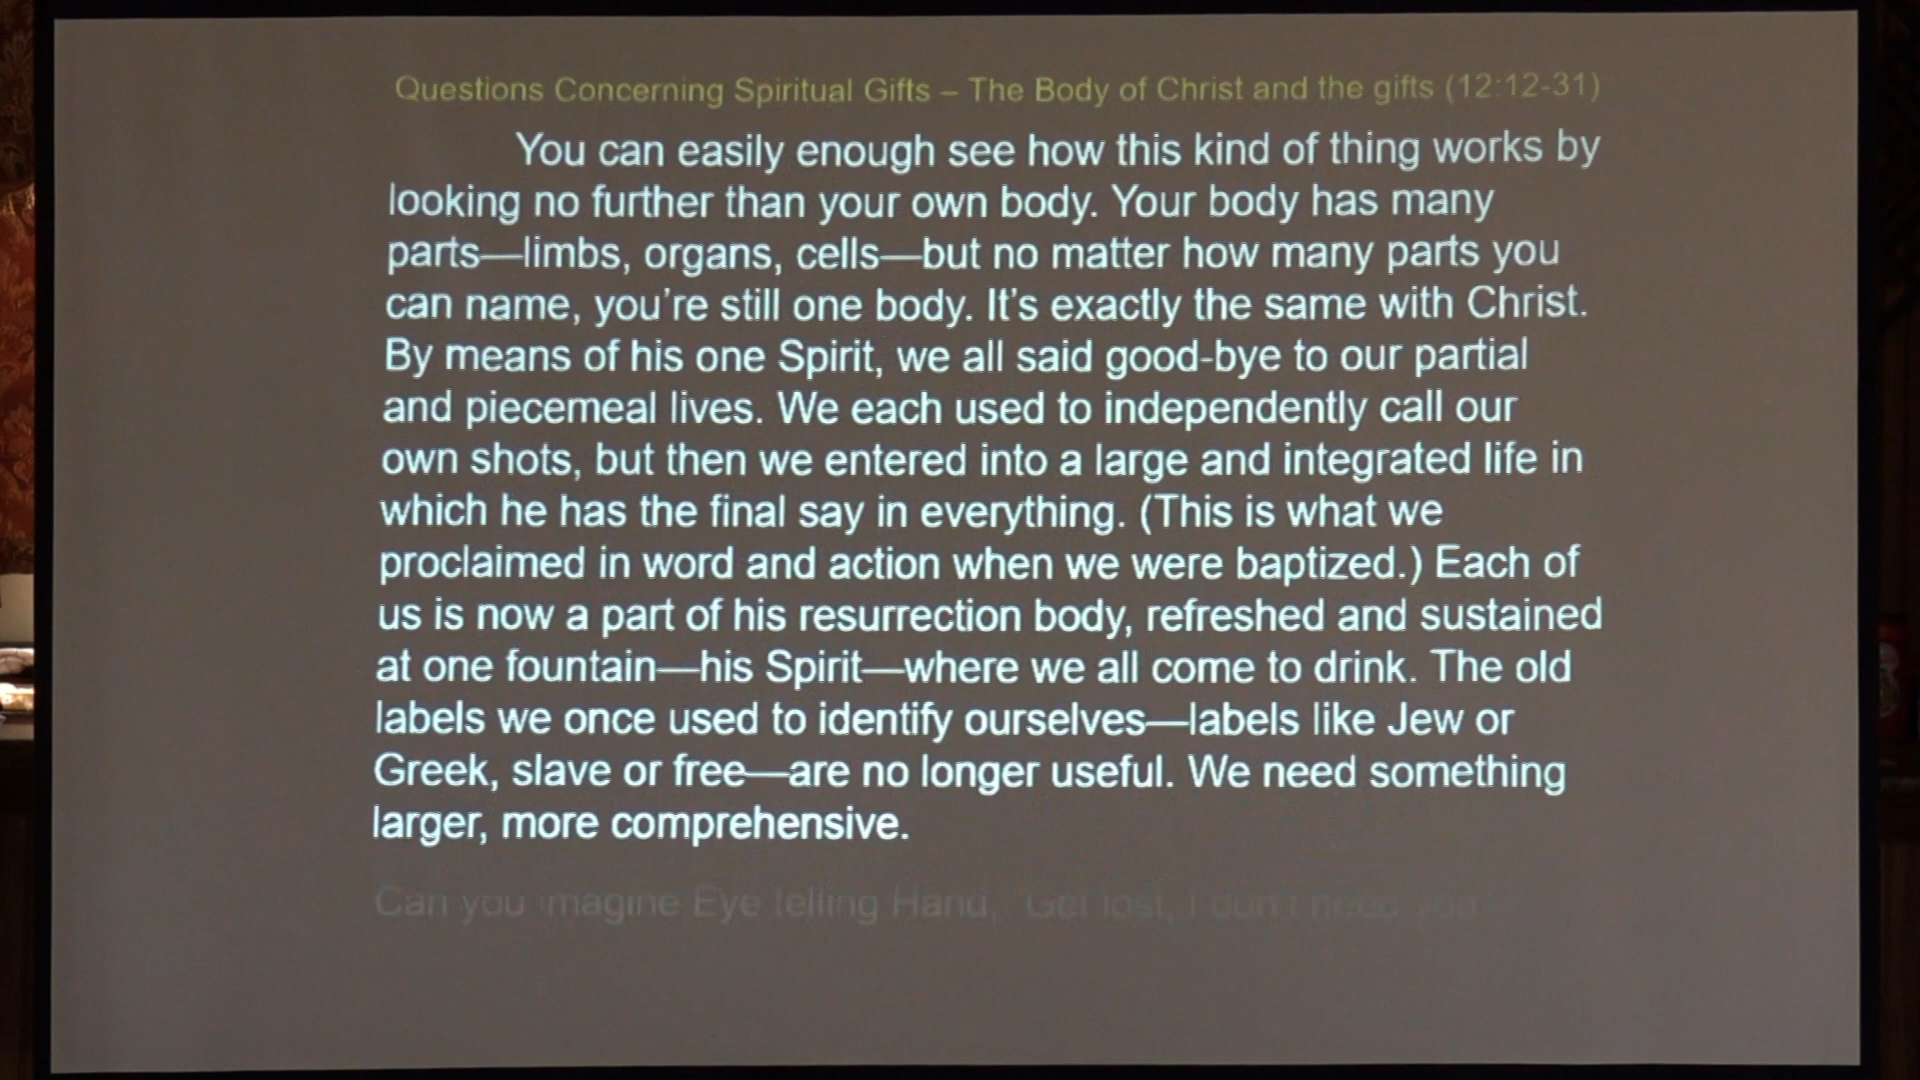 Questions Concerning Spiritual Gifts – The Body of Christ and the gifts (12:12-31)
You can easily enough see how this kind of thing works by
looking no further than your own body. Your body has many
parts—limbs, organs, cells—but no matter how many parts you
can name, you're still one body. It's exactly the same with Christ.
By means of his one Spirit, we all said good-bye to our partial
and piecemeal lives. We each used to independently call our
own shots, but then we entered into a large and integrated life in
which he has the final say in everything. (This is what we
proclaimed in word and action when we were baptized.) Each of
us is now a part of his resurrection body, refreshed and sustained
at one fountain—his Spirit—where we all come to drink. The old
labels we once used to identify ourselves—labels like Jew or
Greek, slave or free—are no longer useful. We need something
larger, more comprehensive.
Can you imagine Eye telling Hand, "Get lost, I don't need you